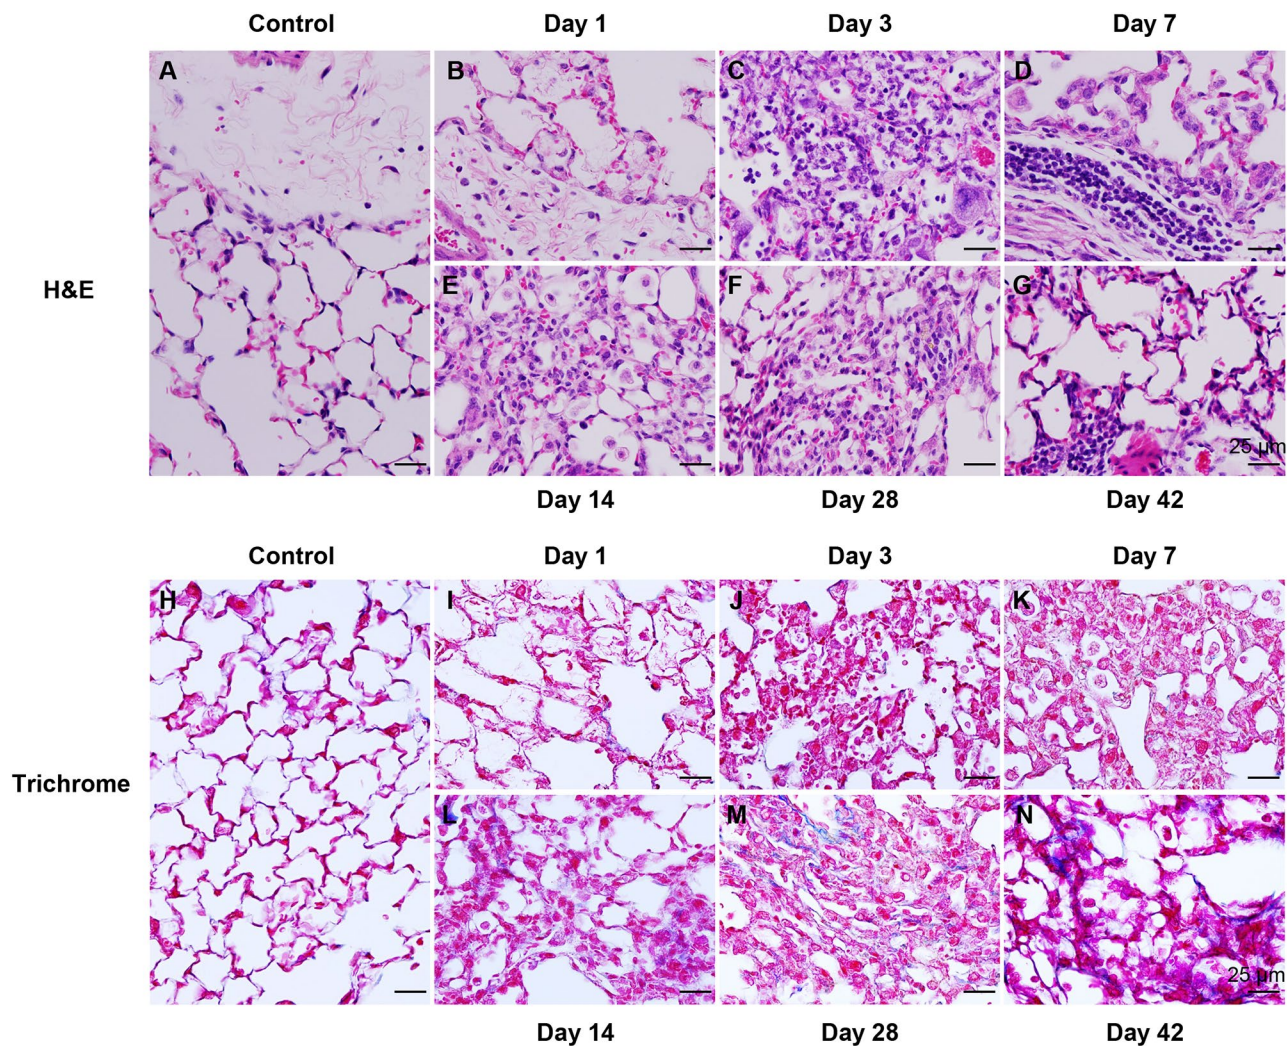 Control Day 1 Day 3 Day 7
A B C D
H&E
E F G
25 µm
Day 14 Day 28 Day 42
Control Day 1 Day 3 Day 7
H I J K
Trichrome
L M N
25 µm
Day 14 Day 28 Day 42